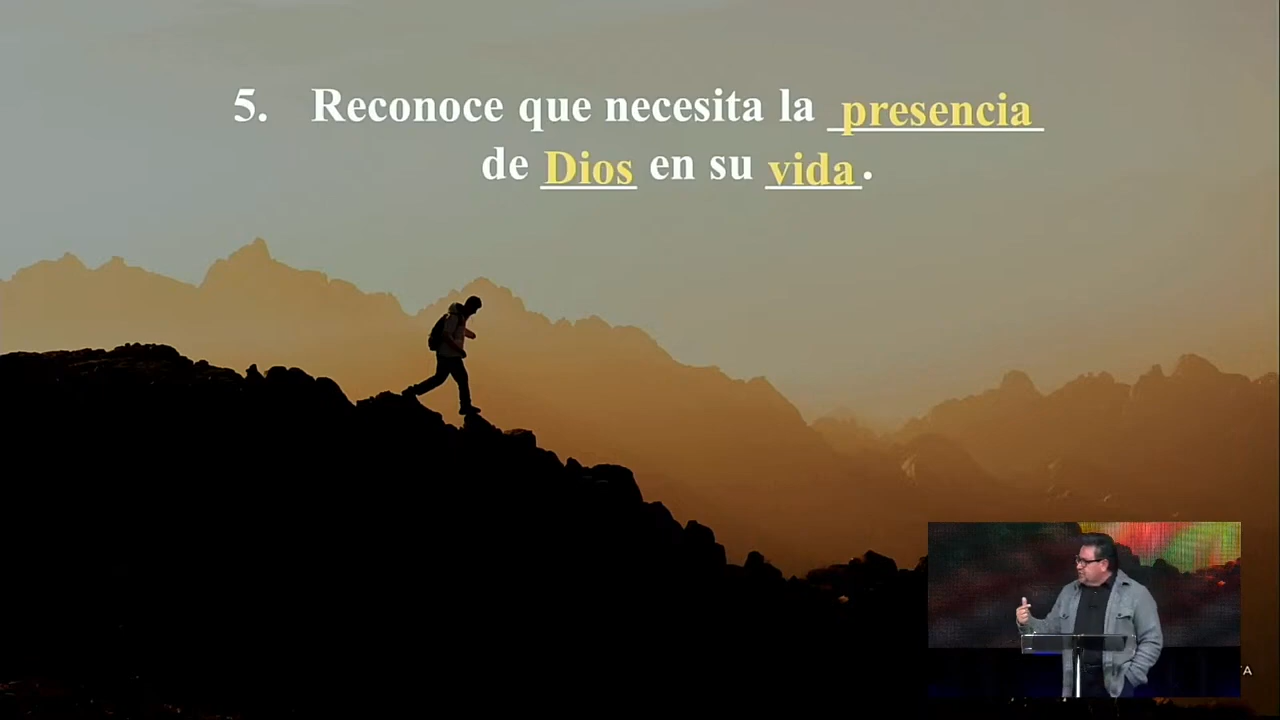 5. Reconoce que necesita la presencia
de Dios en su vida.